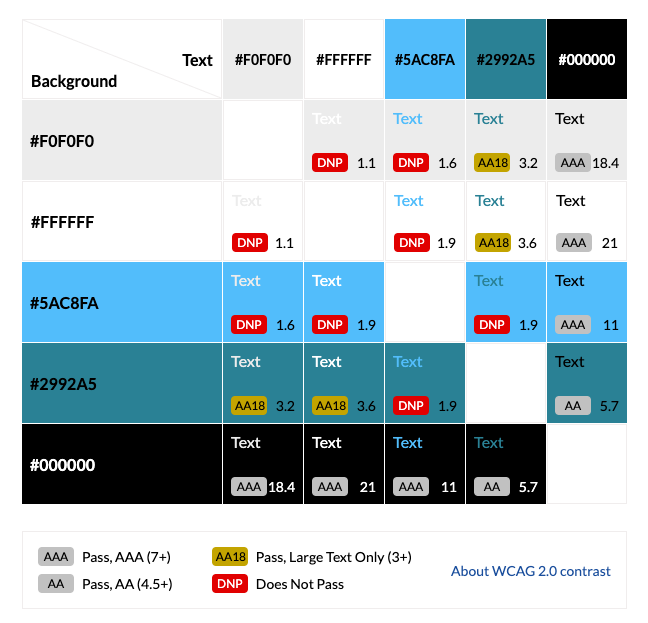 Text #F0F0F0 #FFFFFF #5AC8FA #2992A5 #000000
Background
#F0F0F0 Text Text Text Text
DNP 1.1 DNP 1.6 AA18 3.2 AAA 18.4
#FFFFFF Text Text Text Text
DNP 1.1 DNP 1.9 AA18 3.6 AAA 21
#5AC8FA Text Text Text Text
DNP 1.6 DNP 1.9 DNP 1.9 AAA 11
#2992A5 Text Text Text Text
AA18 3.2 AA18 3.6 DNP 1.9 AA 5.7
#000000 Text Text Text Text
AAA 18.4 AAA 21 AAA 11 AA 5.7
AAA Pass, AAA (7+) AA18 Pass, Large Text Only (3+)
About WCAG 2.0 contrast
AA Pass, AA (4.5+) DNP Does Not Pass